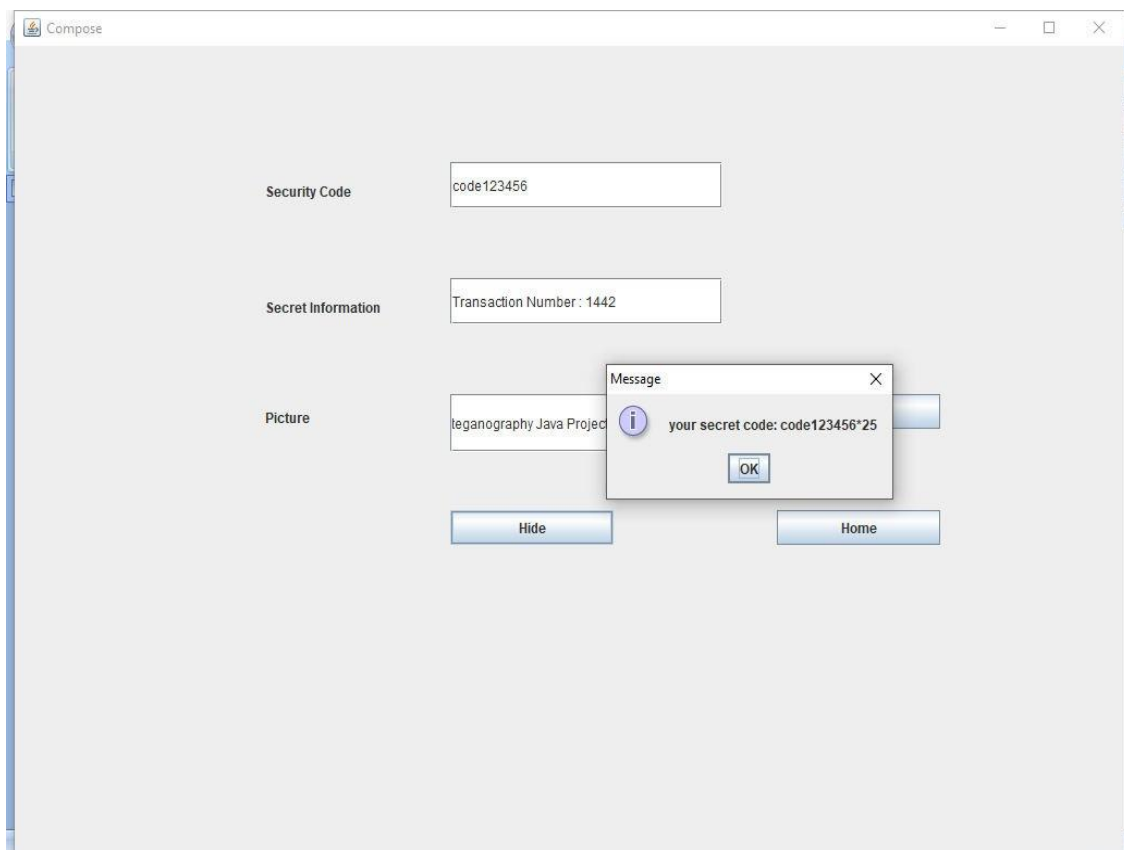 Compose
Security Code
code123456
Secret Information
Transaction Number : 1442
Message
Picture
teganography Java Projec
your secret code: code123456*25
OK
Hide
Home